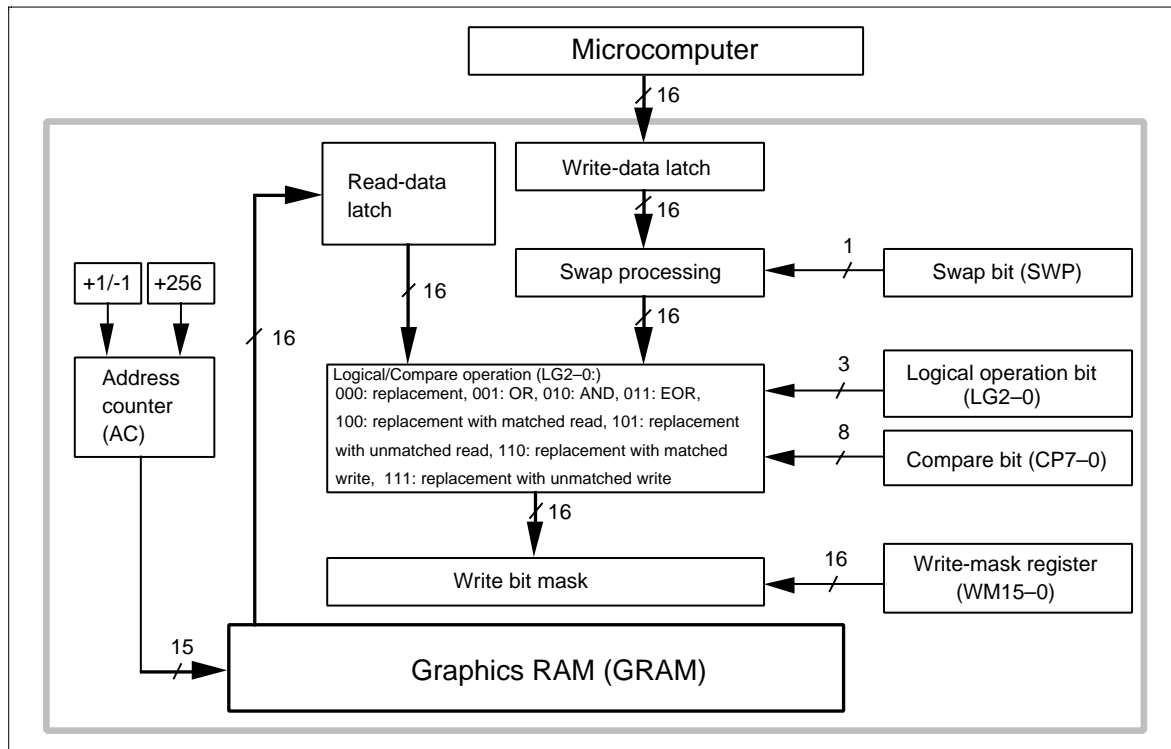 Microcomputer
16
Write-data latch
Read-data
latch
16
Swap processing
1
Swap bit (SWP)
+1/-1
+256
16
16
16
Address
counter
(AC)
Logical/Compare operation (LG2–0:)
000: replacement, 001: OR, 010: AND, 011: EOR,
100: replacement with matched read, 101: replacement
with unmatched read, 110: replacement with matched
write, 111: replacement with unmatched write
3
Logical operation bit
(LG2–0)
8
Compare bit (CP7–0)
16
Write bit mask
16
Write-mask register
(WM15–0)
15
Graphics RAM (GRAM)